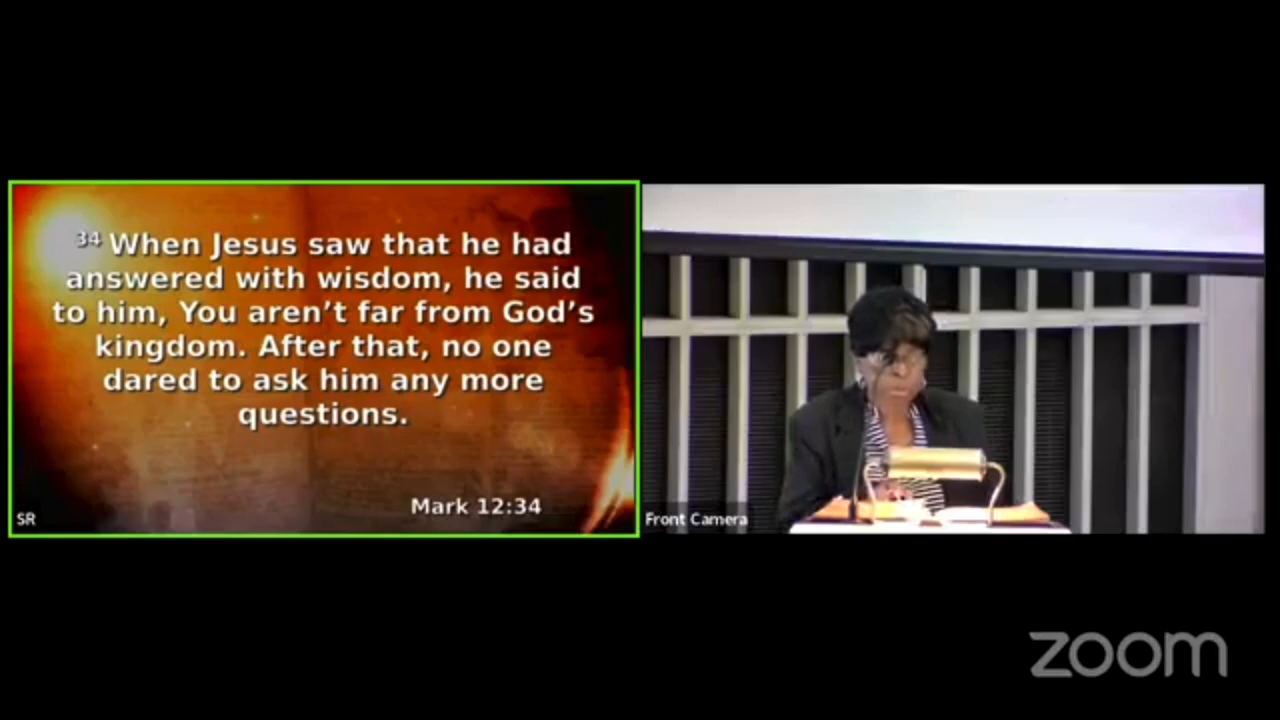 34 When Jesus saw that he had
answered with wisdom, he said
to him, You aren’t far from God’s
kingdom. After that, no one
dared to ask him any more
questions.
Mark 12:34
SR
Front Camera
zoom